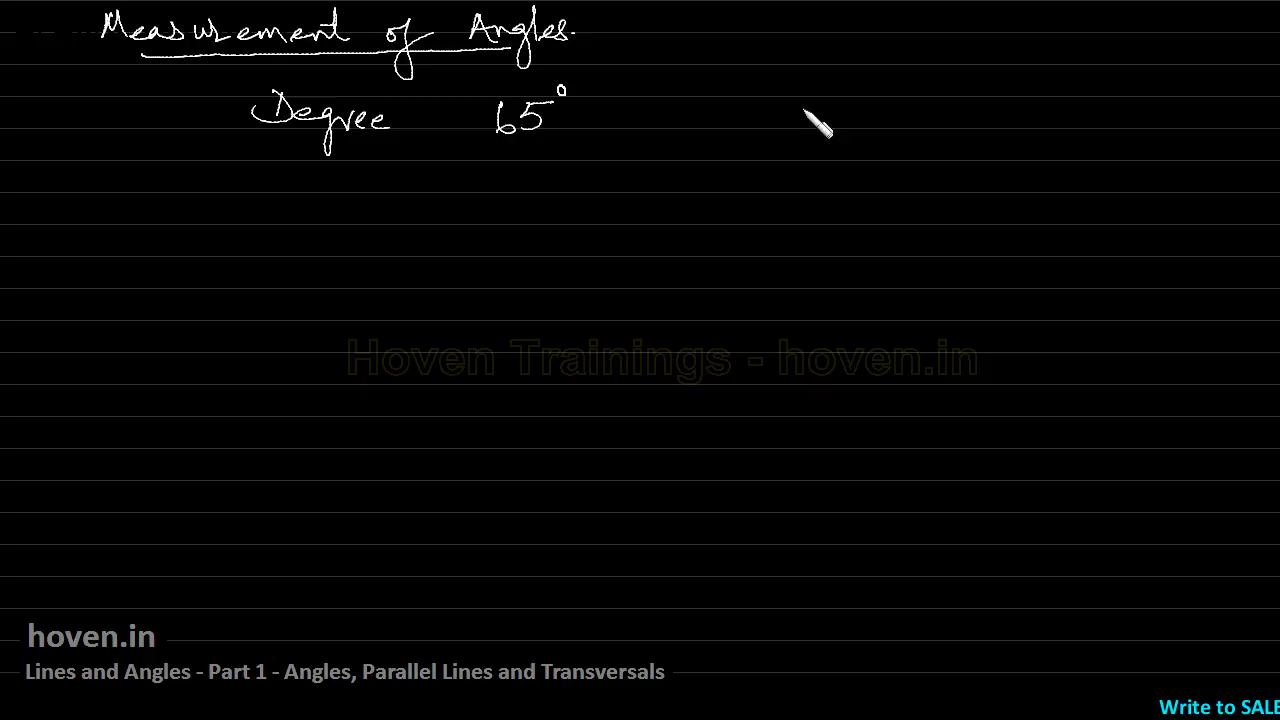 Measurement of Angles.
Degree 65°
Hoven Trainings - hoven.in
hoven.in
Lines and Angles - Part 1 - Angles, Parallel Lines and Transversals
Write to SALE